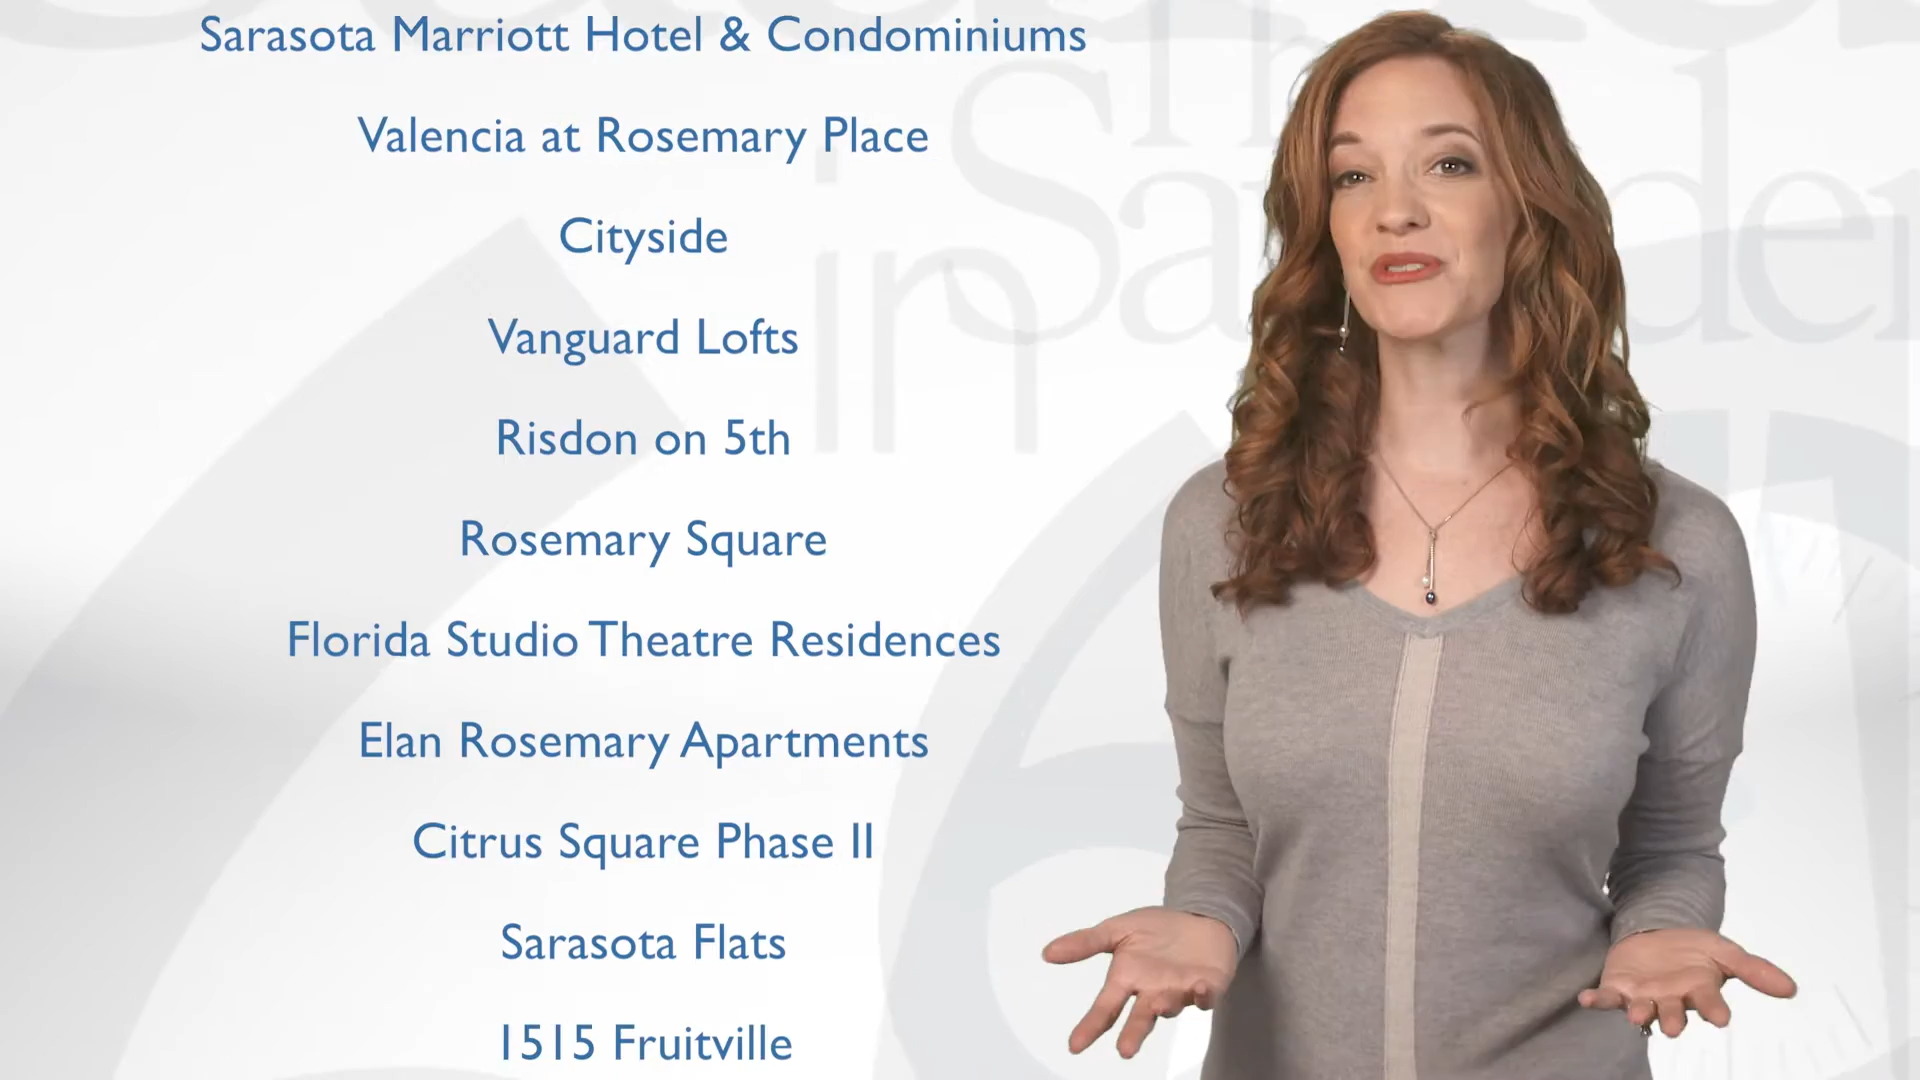 Sarasota Marriott Hotel & Condominiums
Valencia at Rosemary Place
Cityside
Vanguard Lofts
Risdon on 5th
Rosemary Square
Florida Studio Theatre Residences
Elan Rosemary Apartments
Citrus Square Phase II
Sarasota Flats
1515 Fruitville
in